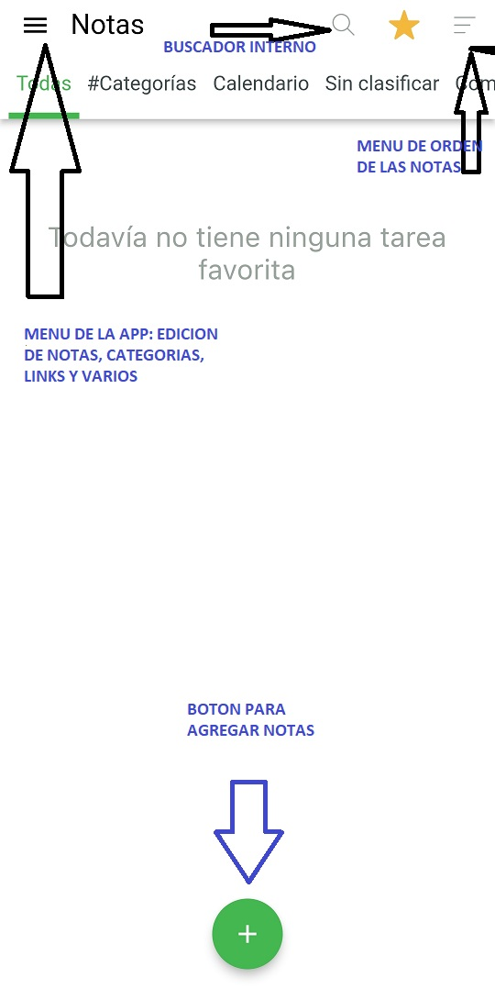 Notas
BUSCADOR INTERNO
Todas #Categorías Calendario Sin clasificar Com
MENU DE ORDEN
DE LAS NOTAS
Todavía no tiene ninguna tarea
favorita
MENU DE LA APP: EDICION
DE NOTAS, CATEGORIAS,
LINKS Y VARIOS
BOTON PARA
AGREGAR NOTAS